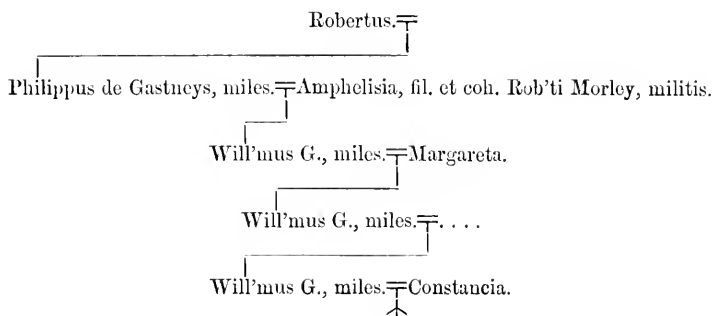 Robertus.
Philippus de Gastneys, miles. Amphelisia, fil. et coh. Rob'ti Morley, militis.
Will'mus G., miles. Margareta.
Will'mus G., miles. . . . .
Will'mus G., miles. Constancia.